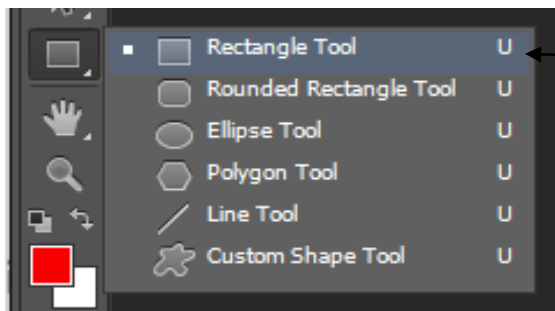 Rectangle Tool U
Rounded Rectangle Tool U
Ellipse Tool U
Polygon Tool U
Line Tool U
Custom Shape Tool U